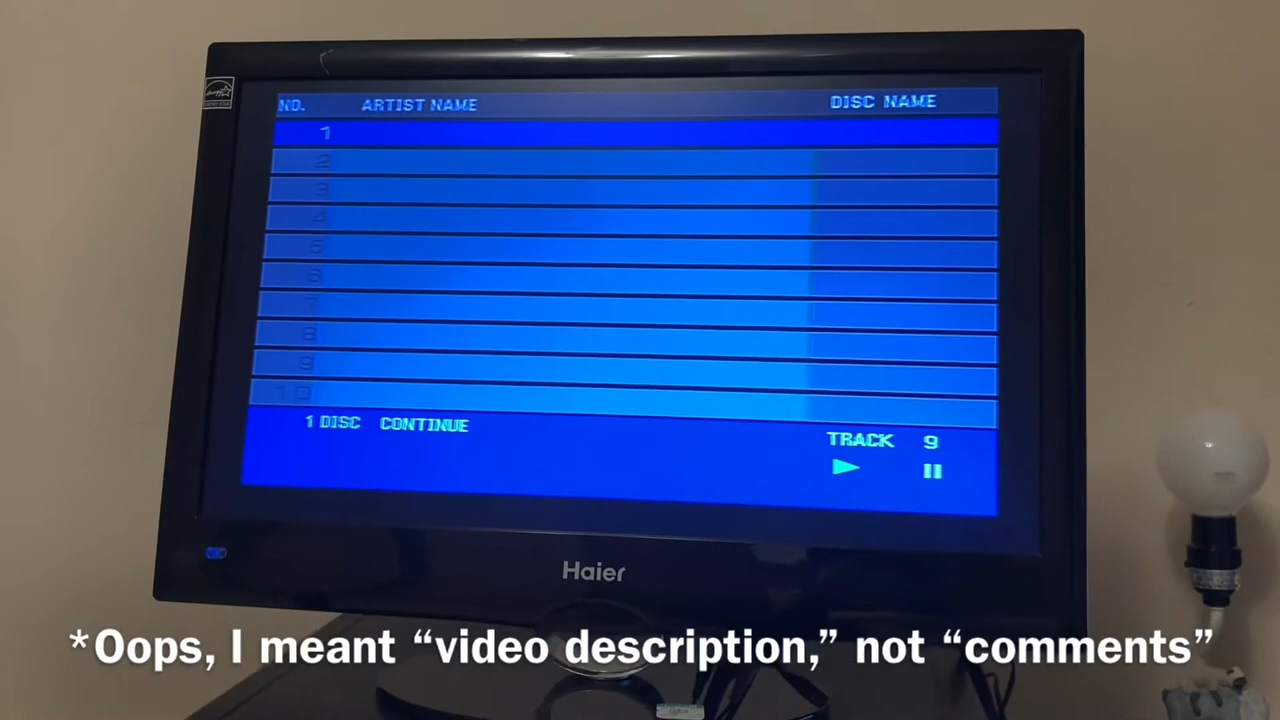 NO. ARTIST NAME DISC NAME
1
2
3
4
5
6
7
8
9
10
1 DISC CONTINUE
TRACK 9
Haier
*Oops, I meant “video description,” not “comments”